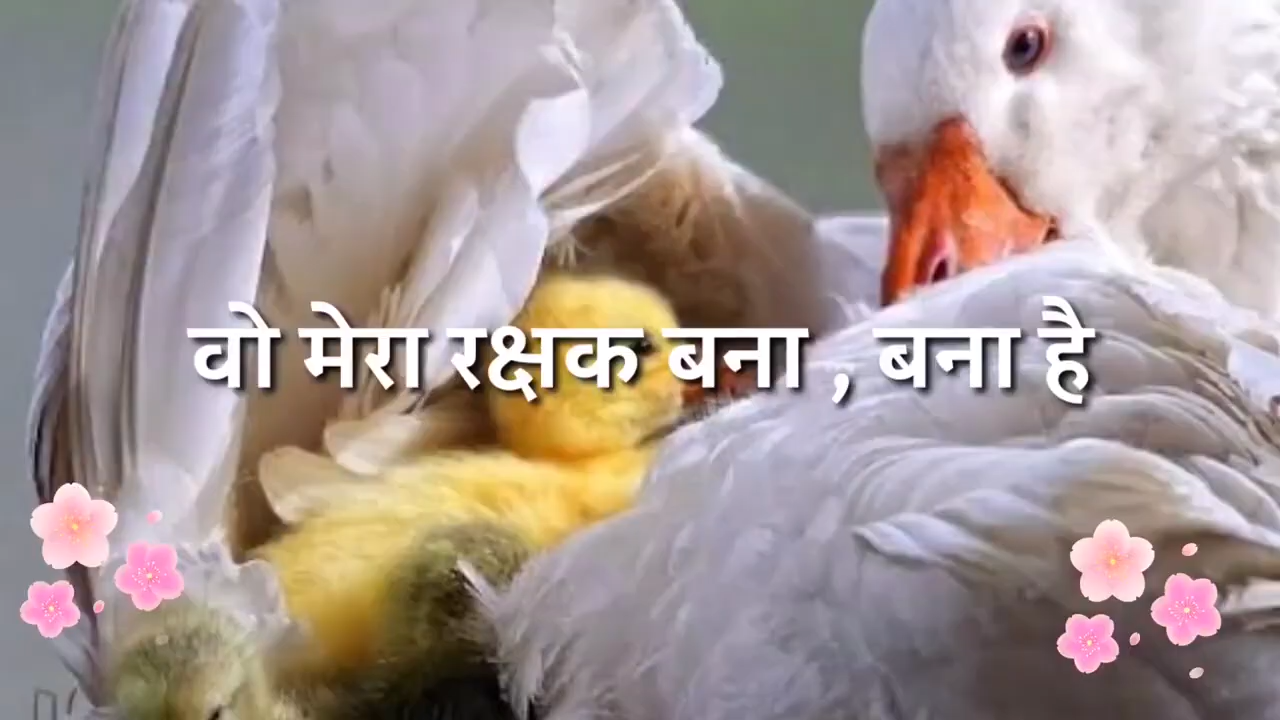 वो मेरा रक्षक बना , बना है